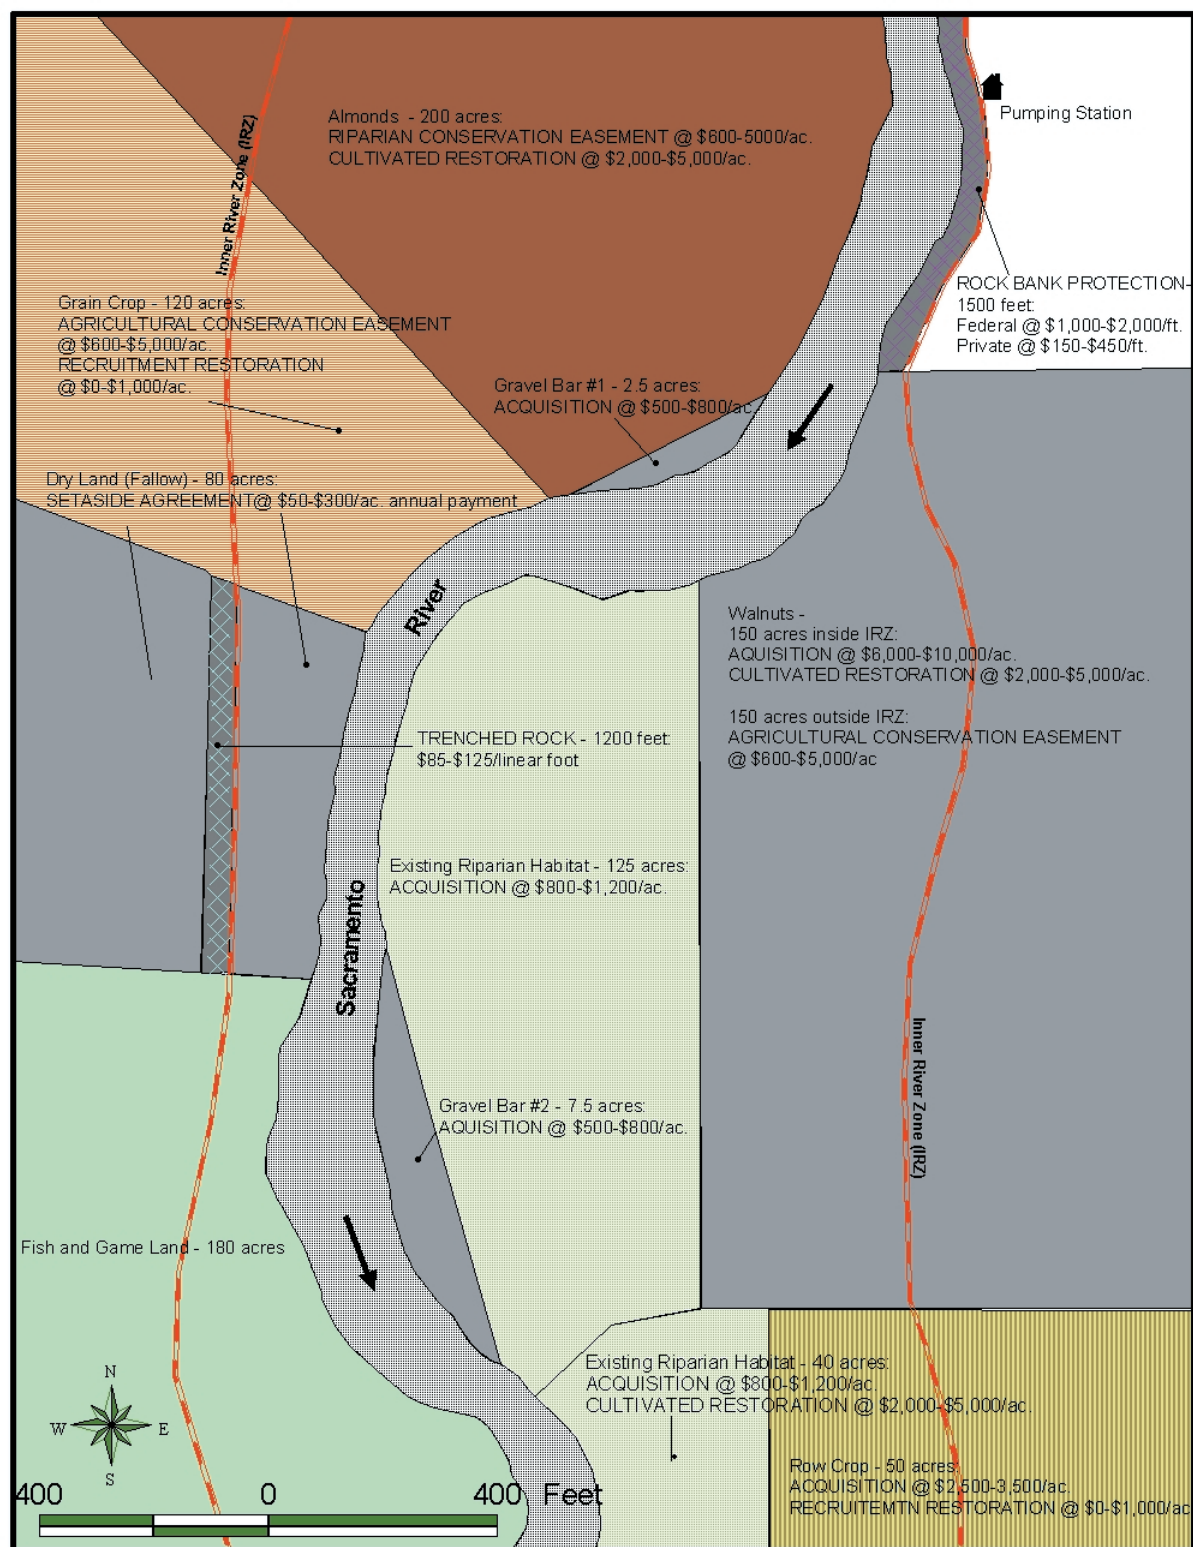 Almonds - 200 acres:
RIPARIAN CONSERVATION EASEMENT @ $600-5000/ac.
CULTIVATED RESTORATION @ $2,000-$5,000/ac.
Pumping Station
Inner River Zone (IRZ)
ROCK BANK PROTECTION-
1500 feet:
Federal @ $1,000-$2,000/ft.
Private @ $150-$450/ft.
Grain Crop - 120 acres:
AGRICULTURAL CONSERVATION EASEMENT
@ $600-$5,000/ac.
RECRUITMENT RESTORATION
@ $0-$1,000/ac.
Gravel Bar #1 - 2.5 acres:
ACQUISITION @ $500-$800/ac.
Dry Land (Fallow) - 80 acres:
SETASIDE AGREEMENT@ $50-$300/ac. annual payment
River
Walnuts -
150 acres inside IRZ:
AQUISITION @ $6,000-$10,000/ac.
CULTIVATED RESTORATION @ $2,000-$5,000/ac.
150 acres outside IRZ:
AGRICULTURAL CONSERVATION EASEMENT
@ $600-$5,000/ac
TRENCHED ROCK - 1200 feet:
$85-$125/linear foot
Existing Riparian Habitat - 125 acres:
ACQUISITION @ $800-$1,200/ac.
Sacramento
Inner River Zone (IRZ)
Gravel Bar #2 - 7.5 acres:
AQUISITION @ $500-$800/ac.
Fish and Game Land - 180 acres
Existing Riparian Habitat - 40 acres:
ACQUISITION @ $800-$1,200/ac.
CULTIVATED RESTORATION @ $2,000-$5,000/ac.
N
W E
S
Row Crop - 50 acres:
ACQUISITION @ $2,500-3,500/ac.
RECRUITEMTN RESTORATION @ $0-$1,000/ac
400 0 400 Feet